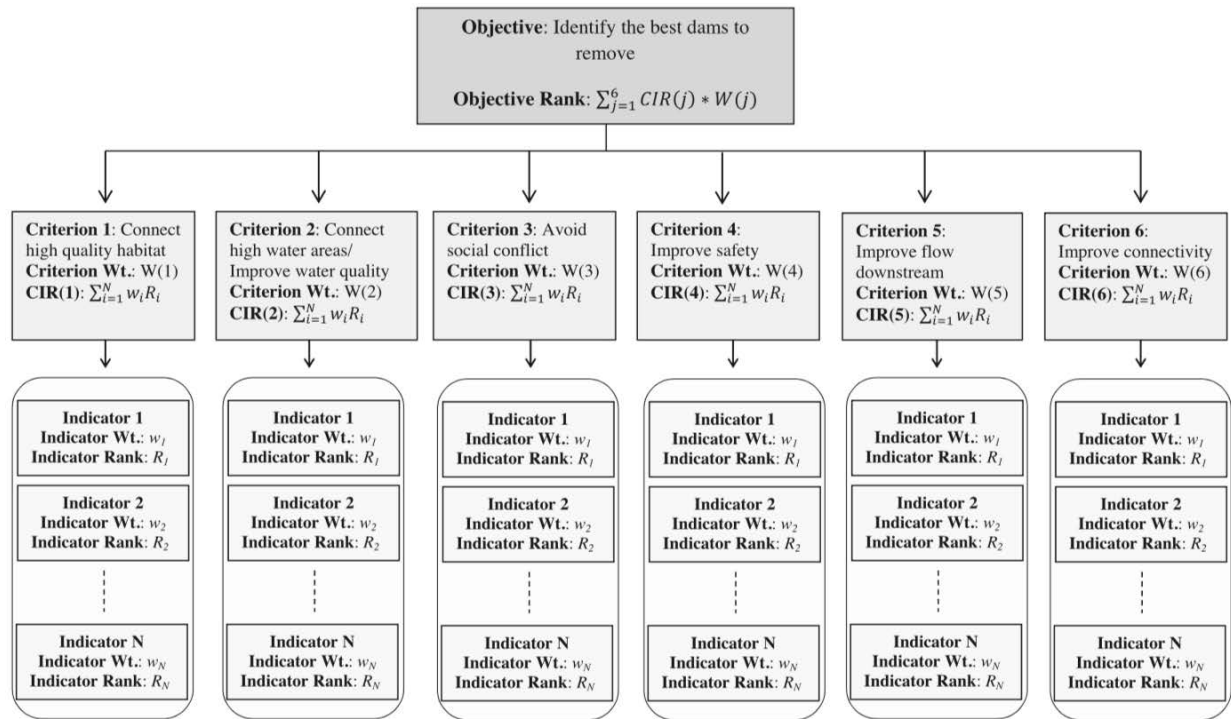 Objective: Identify the best dams to
remove
Objective Rank: ∑_{j=1}^{6} CIR(j) * W(j)
Criterion 1: Connect
high quality habitat
Criterion Wt.: W(1)
CIR(1): ∑_{i=1}^{N} w_i R_i
Criterion 2: Connect
high water areas/
Improve water quality
Criterion Wt.: W(2)
CIR(2): ∑_{i=1}^{N} w_i R_i
Criterion 3: Avoid
social conflict
Criterion Wt.: W(3)
CIR(3): ∑_{i=1}^{N} w_i R_i
Criterion 4:
Improve safety
Criterion Wt.: W(4)
CIR(4): ∑_{i=1}^{N} w_i R_i
Criterion 5:
Improve flow
downstream
Criterion Wt.: W(5)
CIR(5): ∑_{i=1}^{N} w_i R_i
Criterion 6:
Improve connectivity
Criterion Wt.: W(6)
CIR(6): ∑_{i=1}^{N} w_i R_i
Indicator 1
Indicator Wt.: w_1
Indicator Rank: R_1
Indicator 2
Indicator Wt.: w_2
Indicator Rank: R_2
Indicator N
Indicator Wt.: w_N
Indicator Rank: R_N
Indicator 1
Indicator Wt.: w_1
Indicator Rank: R_1
Indicator 2
Indicator Wt.: w_2
Indicator Rank: R_2
Indicator N
Indicator Wt.: w_N
Indicator Rank: R_N
Indicator 1
Indicator Wt.: w_1
Indicator Rank: R_1
Indicator 2
Indicator Wt.: w_2
Indicator Rank: R_2
Indicator N
Indicator Wt.: w_N
Indicator Rank: R_N
Indicator 1
Indicator Wt.: w_1
Indicator Rank: R_1
Indicator 2
Indicator Wt.: w_2
Indicator Rank: R_2
Indicator N
Indicator Wt.: w_N
Indicator Rank: R_N
Indicator 1
Indicator Wt.: w_1
Indicator Rank: R_1
Indicator 2
Indicator Wt.: w_2
Indicator Rank: R_2
Indicator N
Indicator Wt.: w_N
Indicator Rank: R_N
Indicator 1
Indicator Wt.: w_1
Indicator Rank: R_1
Indicator 2
Indicator Wt.: w_2
Indicator Rank: R_2
Indicator N
Indicator Wt.: w_N
Indicator Rank: R_N